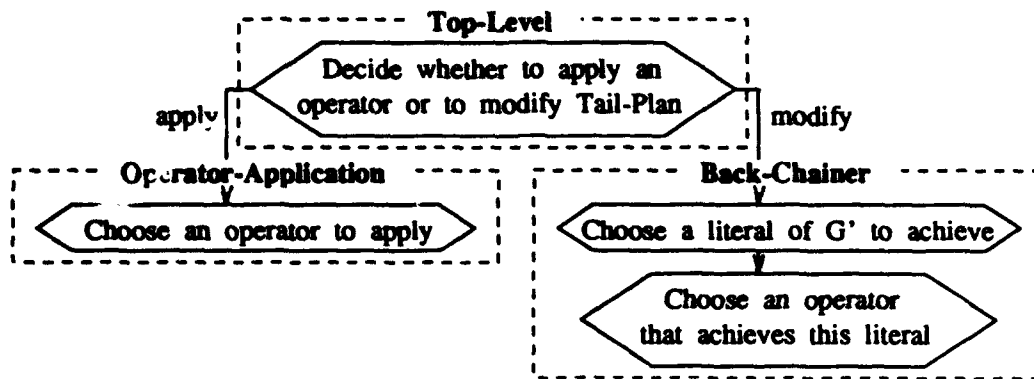 Top-Level
Decide whether to apply an
operator or to modify Tail-Plan
apply
modify
Operator-Application
Choose an operator to apply
Back-Chainer
Choose a literal of G' to achieve
Choose an operator
that achieves this literal